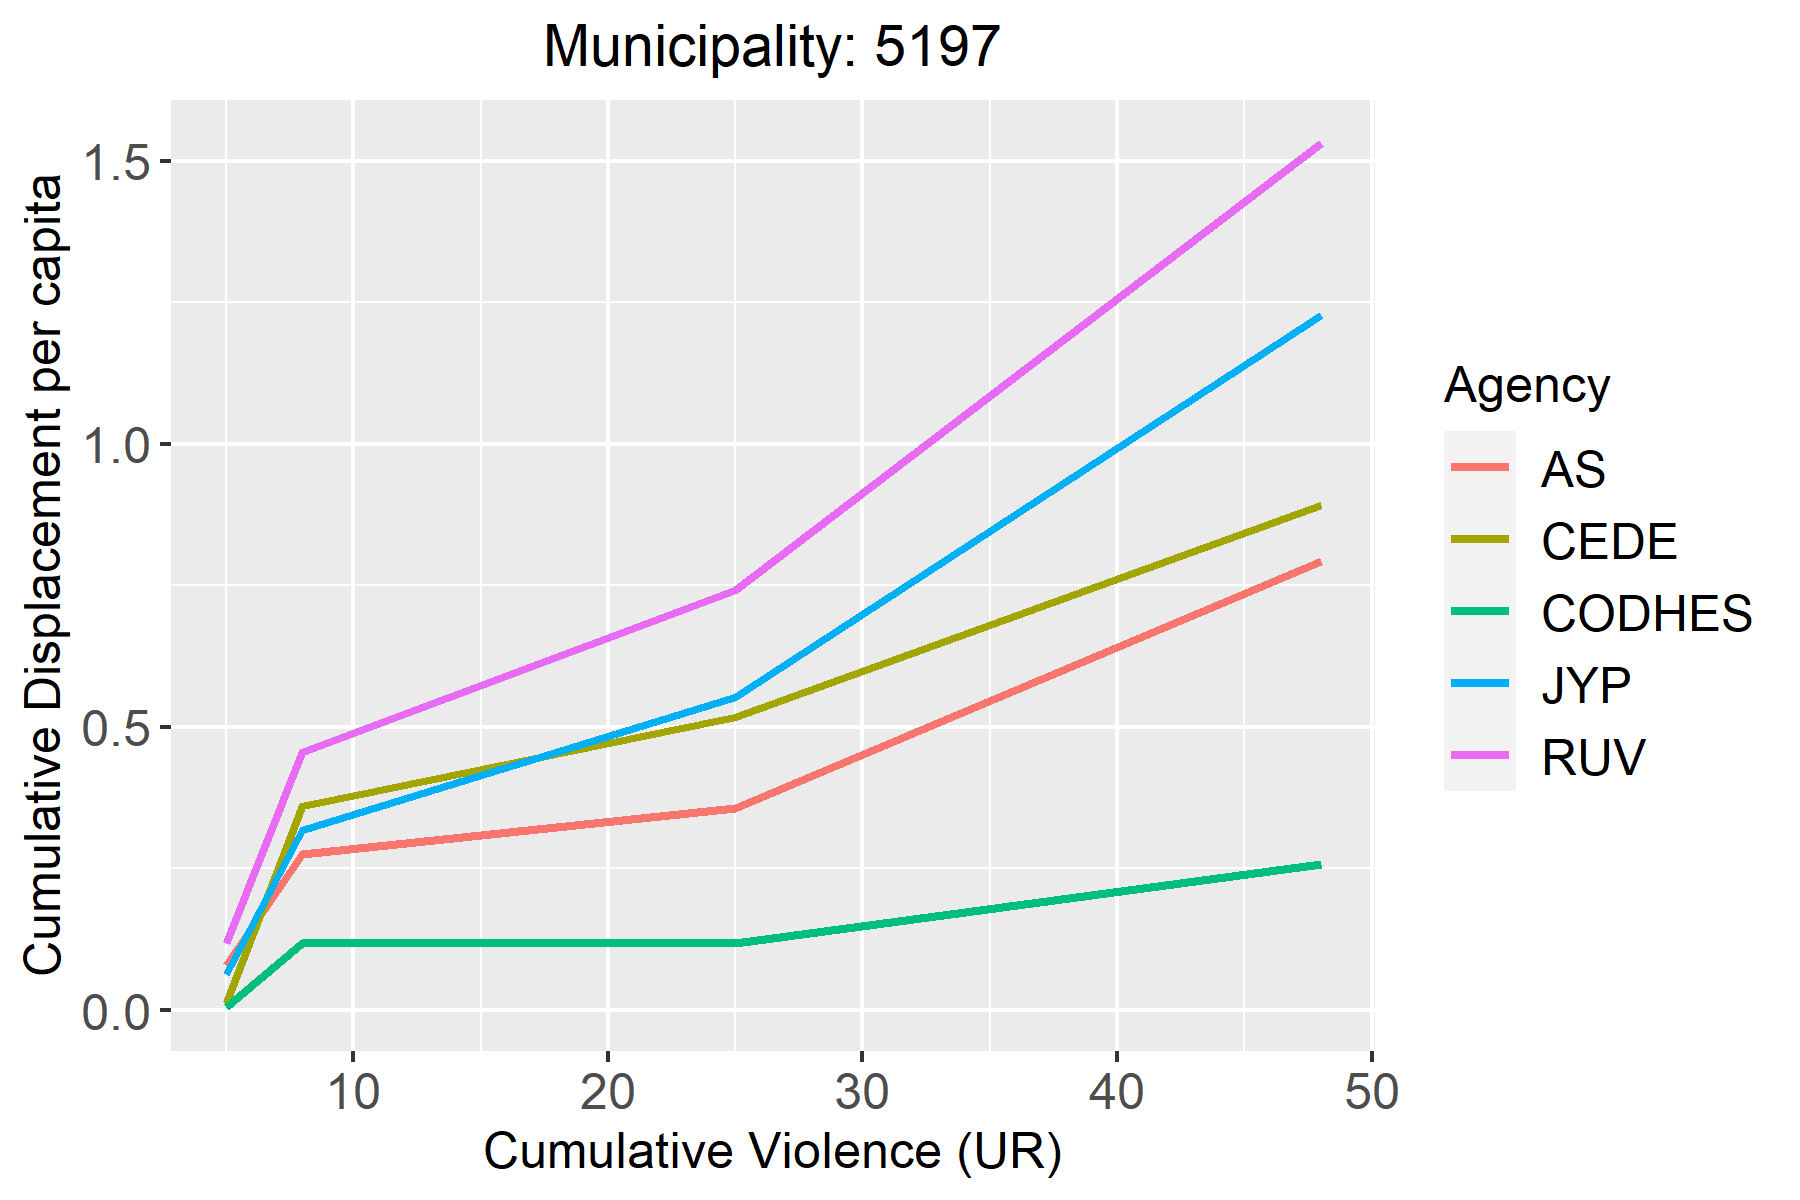 Municipality: 5197
Cumulative Displacement per capita
1.5
1.0
0.5
0.0
10 20 30 40 50
Cumulative Violence (UR)
Agency
AS
CEDE
CODHES
JYP
RUV